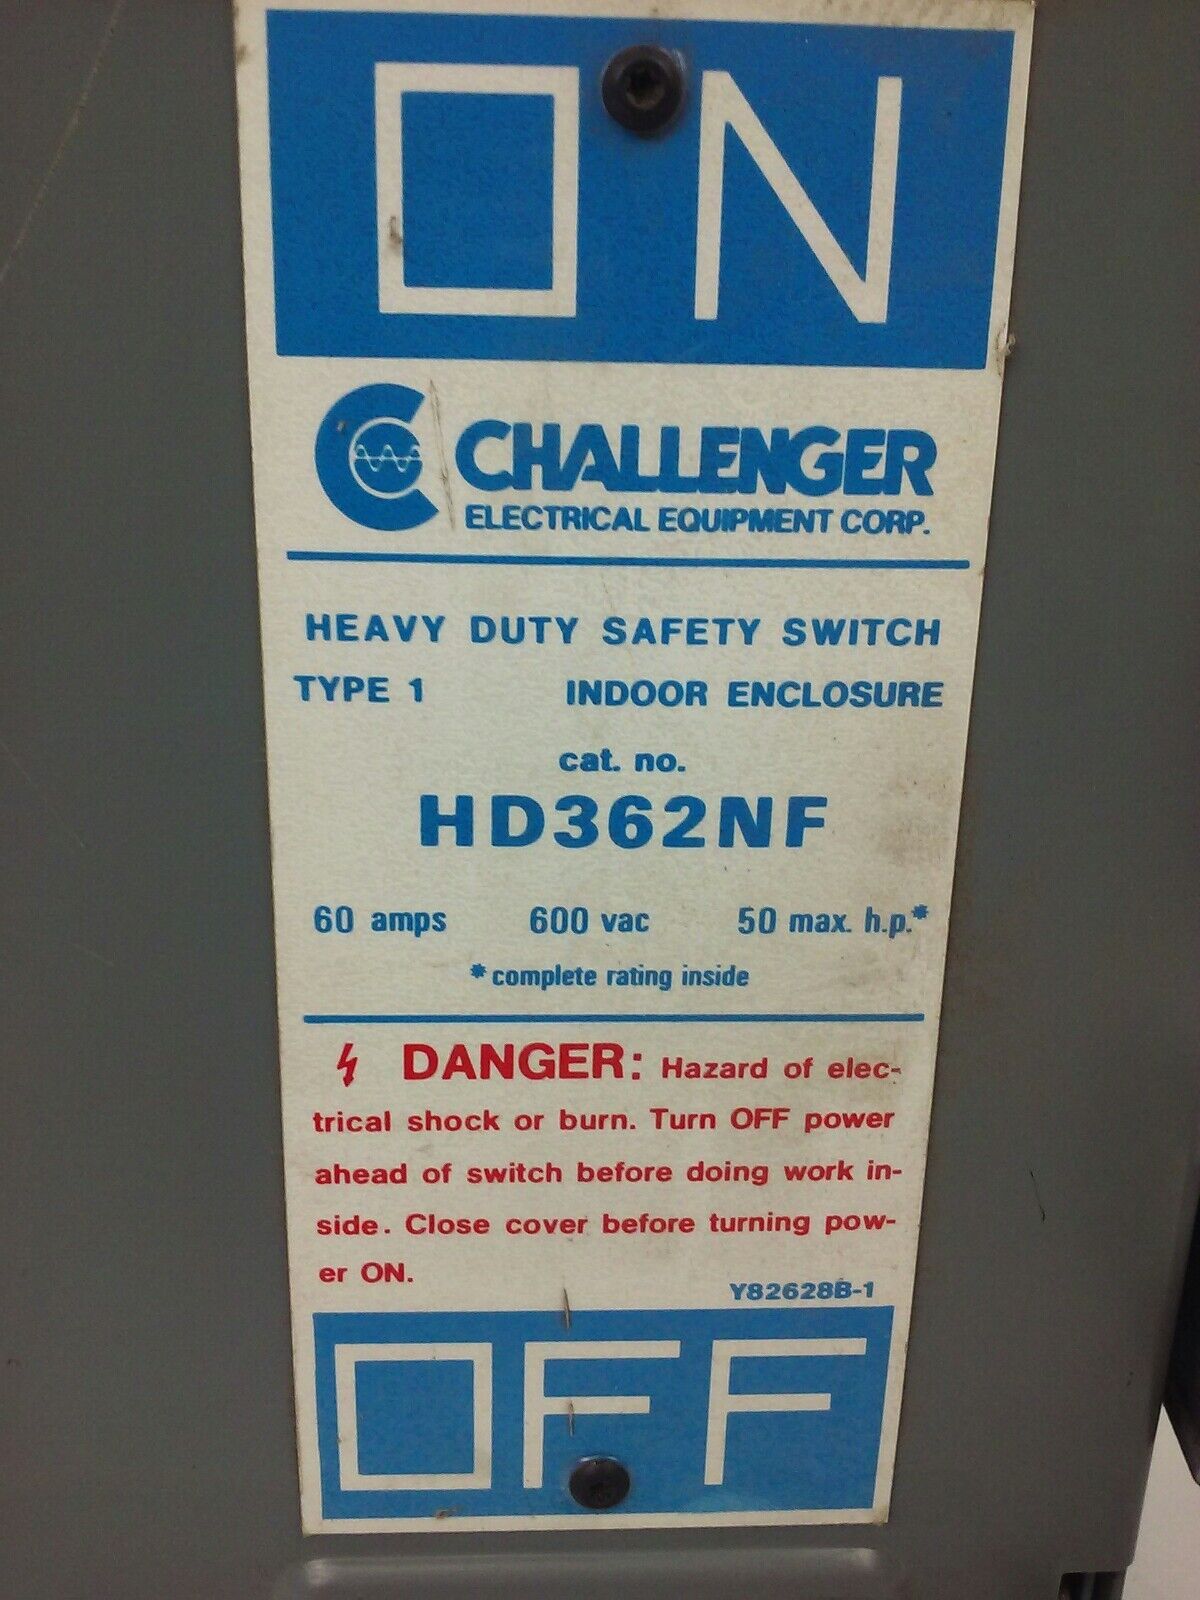 ON
CHALLENGER
ELECTRICAL EQUIPMENT CORP.
HEAVY DUTY SAFETY SWITCH
TYPE 1 INDOOR ENCLOSURE
cat. no.
HD362NF
60 amps 600 vac 50 max. h.p.*
*complete rating inside
DANGER: Hazard of elec-
trical shock or burn. Turn OFF power
ahead of switch before doing work in-
side. Close cover before turning pow-
er ON.
Y82628B-1
OFF